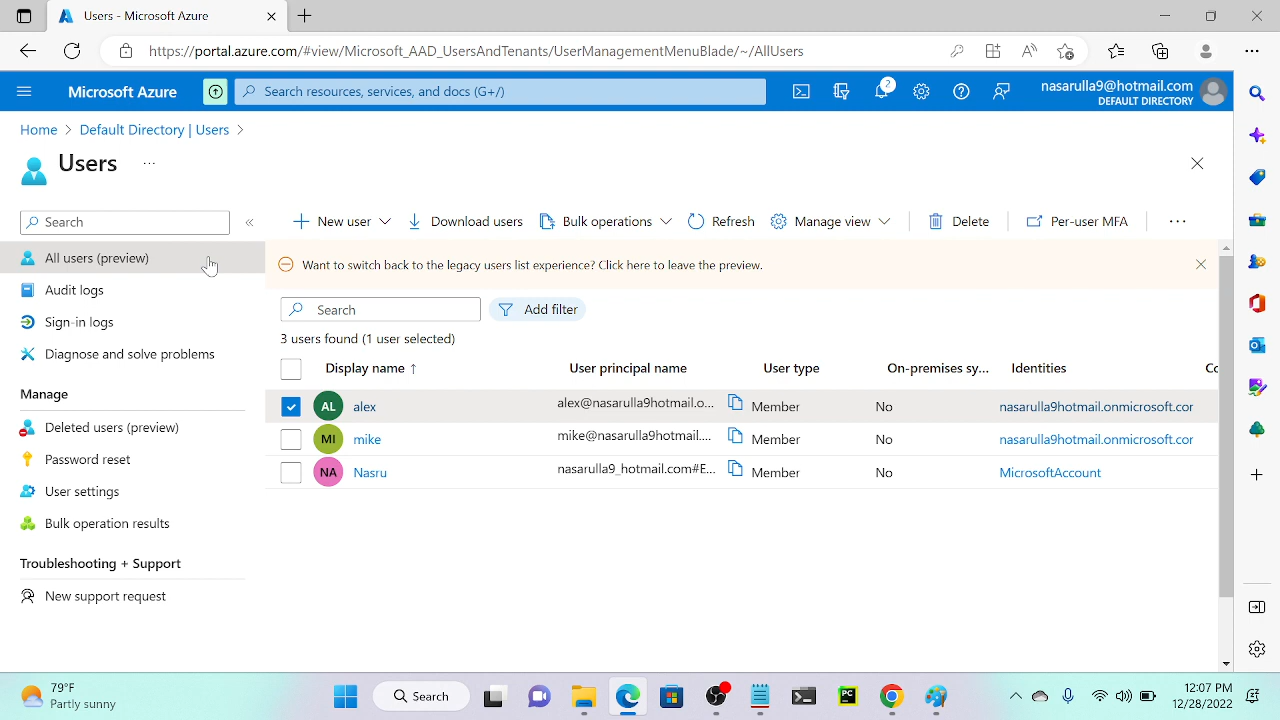 Users - Microsoft Azure
https://portal.azure.com/#view/Microsoft_AAD_UsersAndTenants/UserManagementMenuBlade/~/AllUsers
Microsoft Azure
Search resources, services, and docs (G+/)
2
nasarulla9@hotmail.com
DEFAULT DIRECTORY
Home > Default Directory | Users >
Users ...
Search
«
New user
Download users
Bulk operations
Refresh
Manage view
Delete
Per-user MFA
...
All users (preview)
Audit logs
Sign-in logs
Diagnose and solve problems
Manage
Deleted users (preview)
Password reset
User settings
Bulk operation results
Troubleshooting + Support
New support request
Want to switch back to the legacy users list experience? Click here to leave the preview.
Search
Add filter
3 users found (1 user selected)
Display name ↑ User principal name User type On-premises sy... Identities Co
AL alex alex@nasarulla9hotmail.o... Member No nasarulla9hotmail.onmicrosoft.cor
MI mike mike@nasarulla9hotmail.... Member No nasarulla9hotmail.onmicrosoft.cor
NA Nasru nasarulla9_hotmail.com#E... Member No MicrosoftAccount
79°F
Partly sunny
Search
PC
12:07 PM
12/28/2022